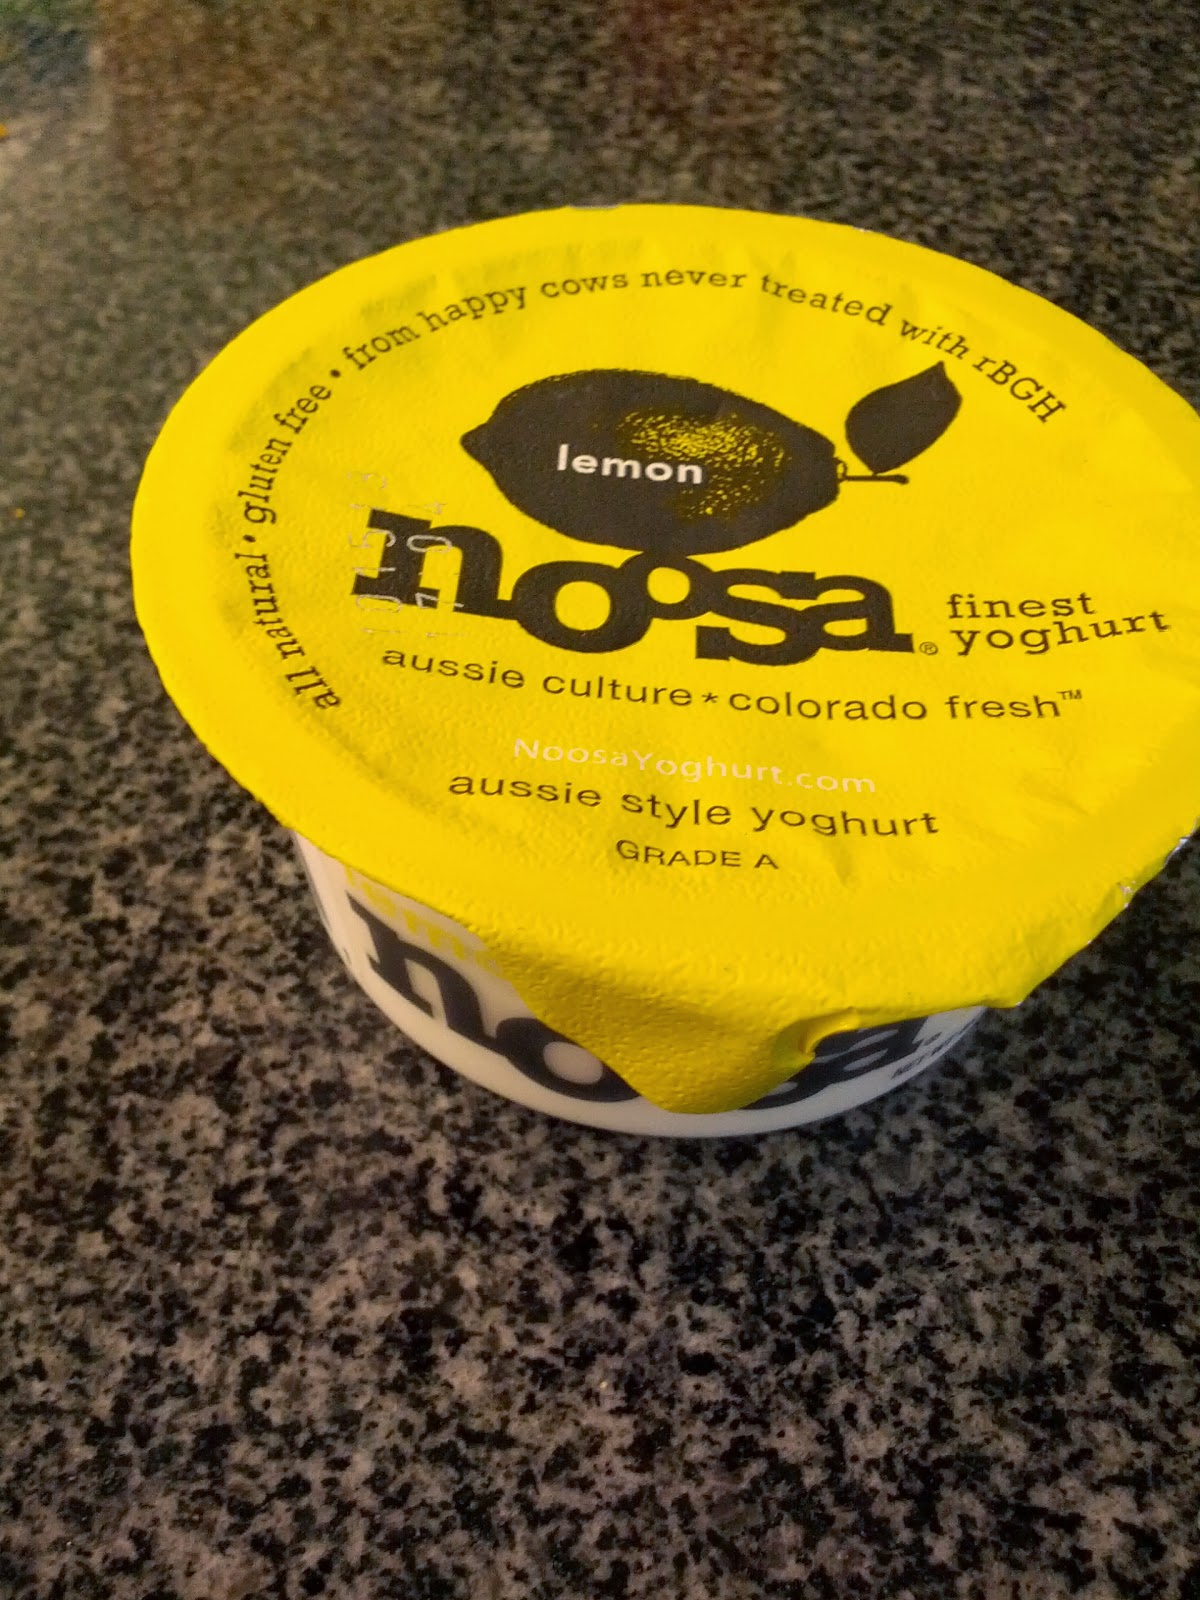 all natural • gluten free • from happy cows never treated with rBGH
lemon
noosa®
finest
yoghurt
aussie culture * colorado fresh™
NoosaYoghurt.com
aussie style yoghurt
GRADE A